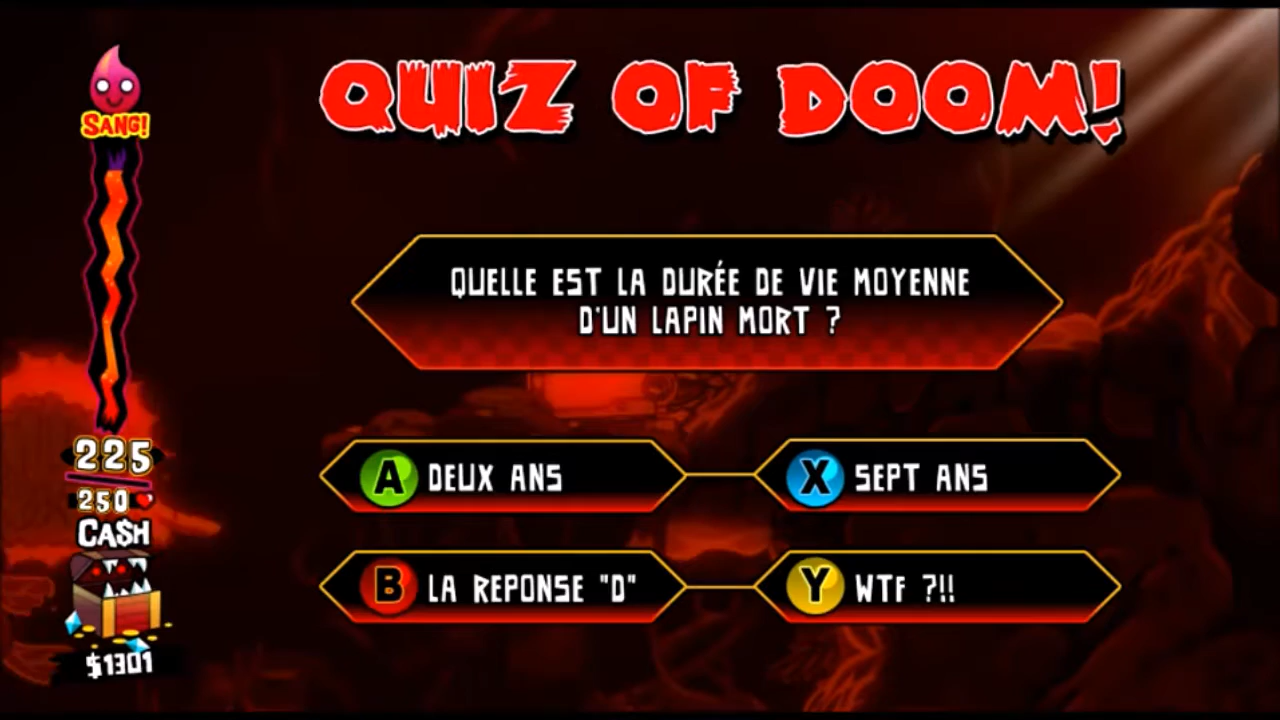 QUIZ OF DOOM!
SANG!
QUELLE EST LA DURÉE DE VIE MOYENNE
D'UN LAPIN MORT ?
A DEUX ANS
X SEPT ANS
B LA REPONSE "D"
Y WTF ?!!
225
250
CA$H
$1301